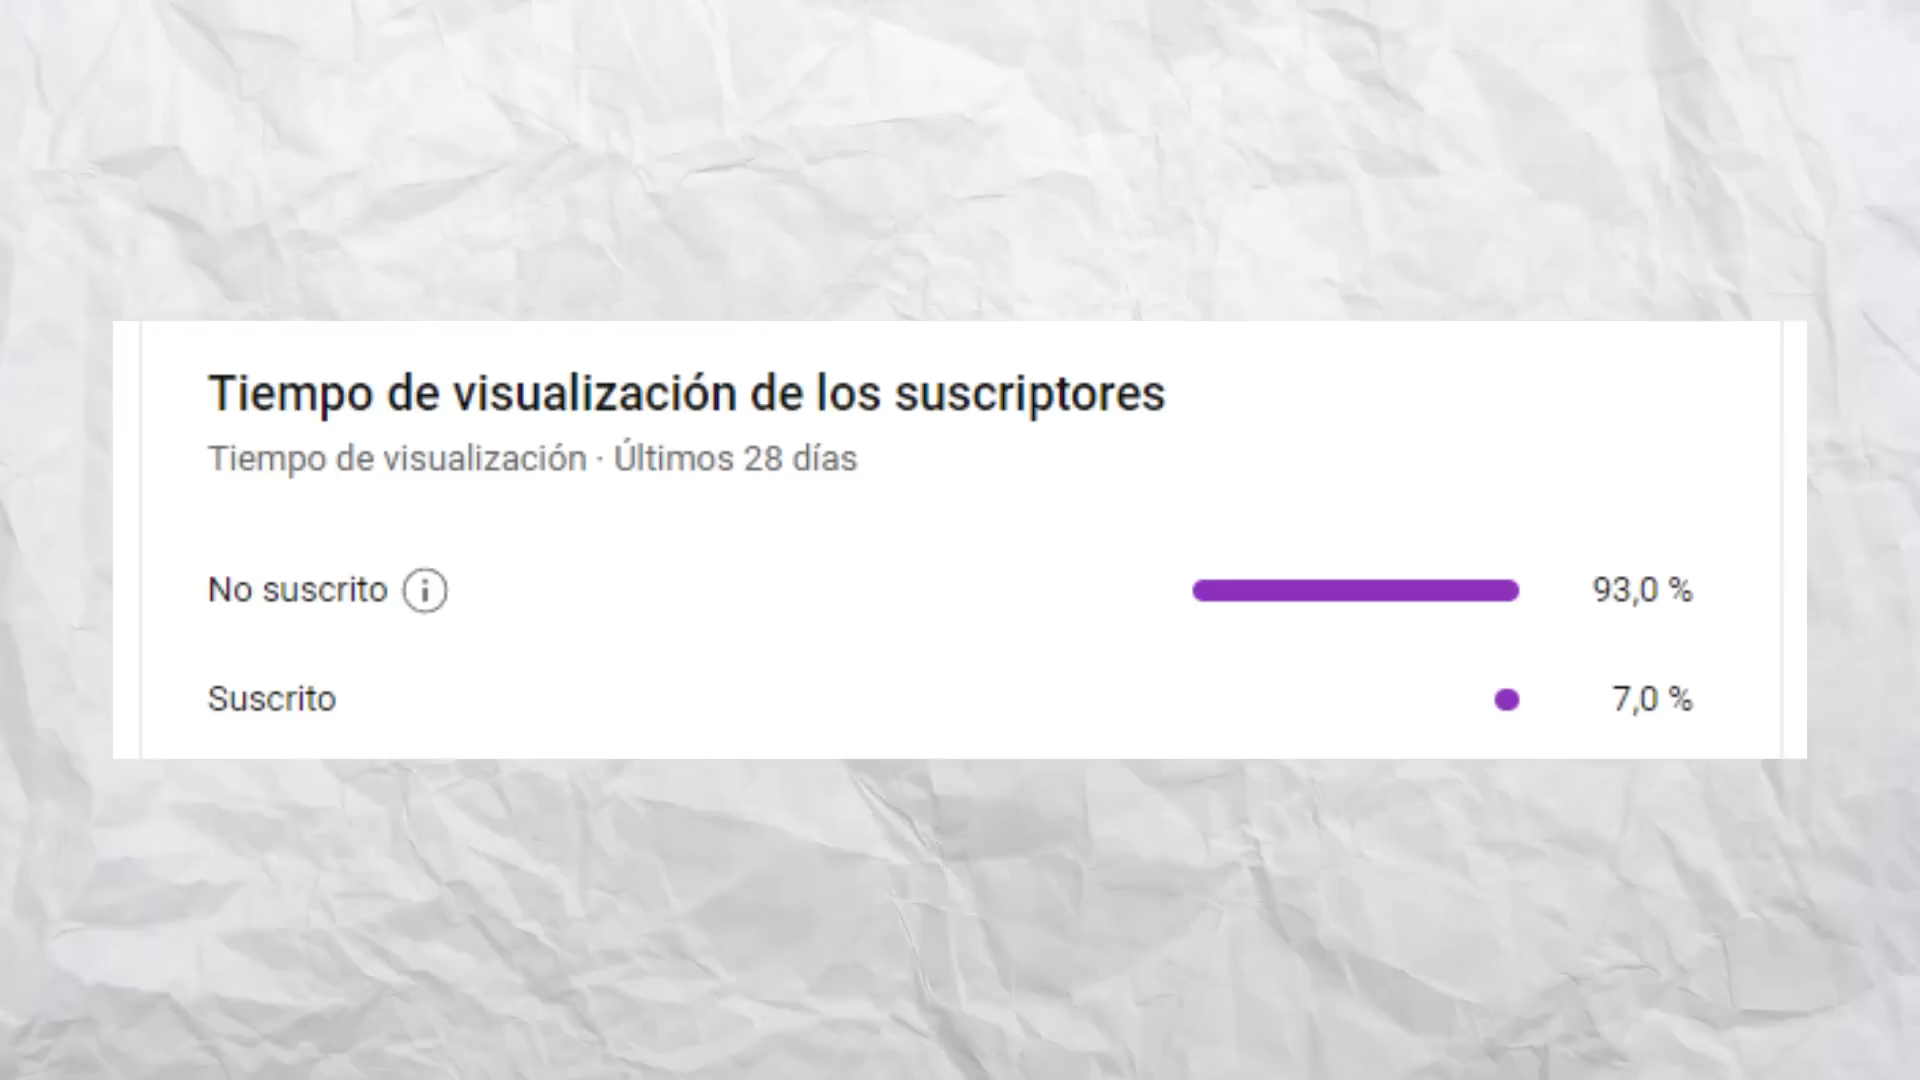 Tiempo de visualización de los suscriptores
Tiempo de visualización · Últimos 28 días
No suscrito 93,0 %
Suscrito 7,0 %